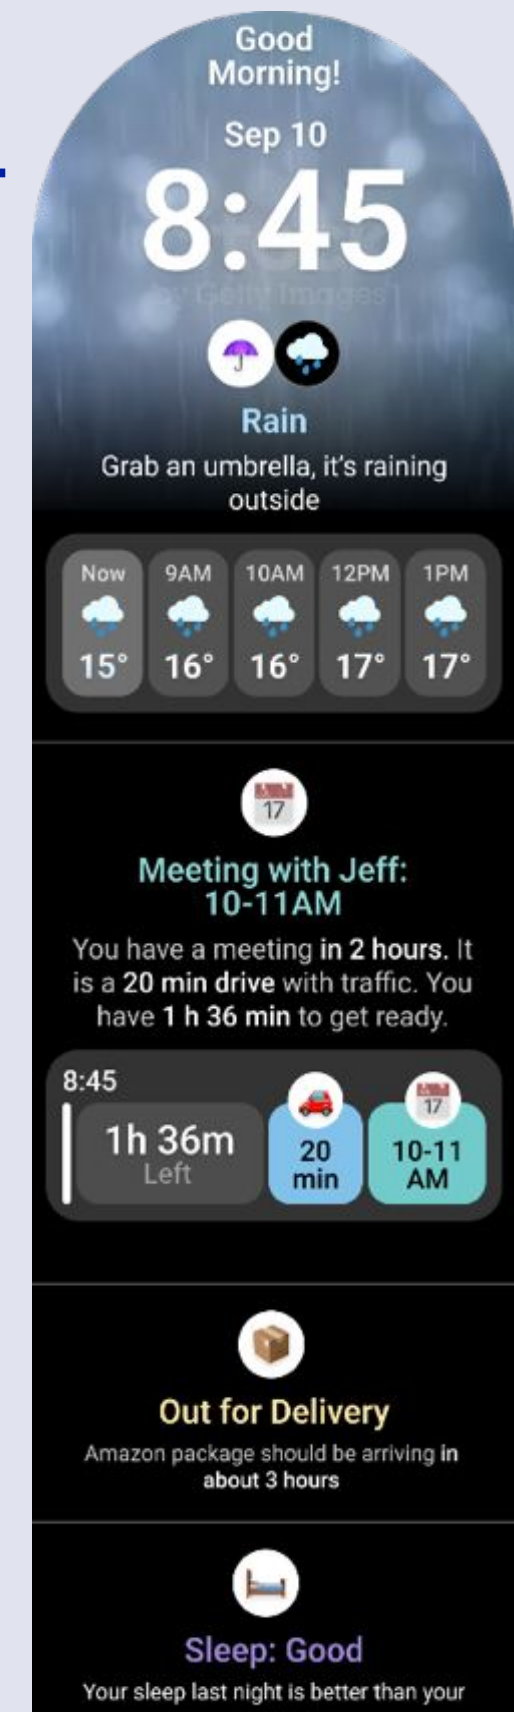 Good
Morning!
Sep 10
8:45
by Getty Images
Rain
Grab an umbrella, it's raining
outside
Now 9AM 10AM 12PM 1PM
15° 16° 16° 17° 17°
17
Meeting with Jeff:
10-11AM
You have a meeting in 2 hours. It
is a 20 min drive with traffic. You
have 1 h 36 min to get ready.
8:45
17
1h 36m
Left
20
min
10-11
AM
Out for Delivery
Amazon package should be arriving in
about 3 hours
Sleep: Good
Your sleep last night is better than your